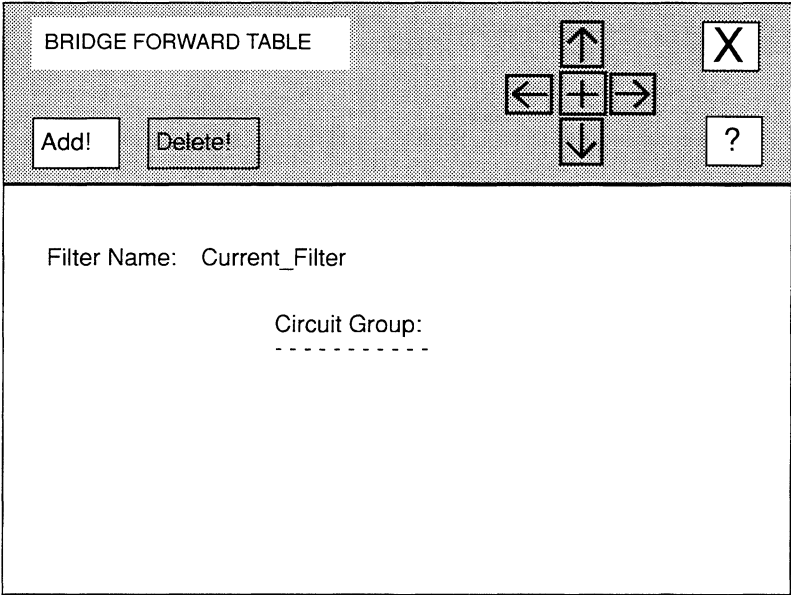 BRIDGE FORWARD TABLE
X
Add!
Delete!
?
Filter Name: Current_Filter
Circuit Group:
- - - - - - - - - - -